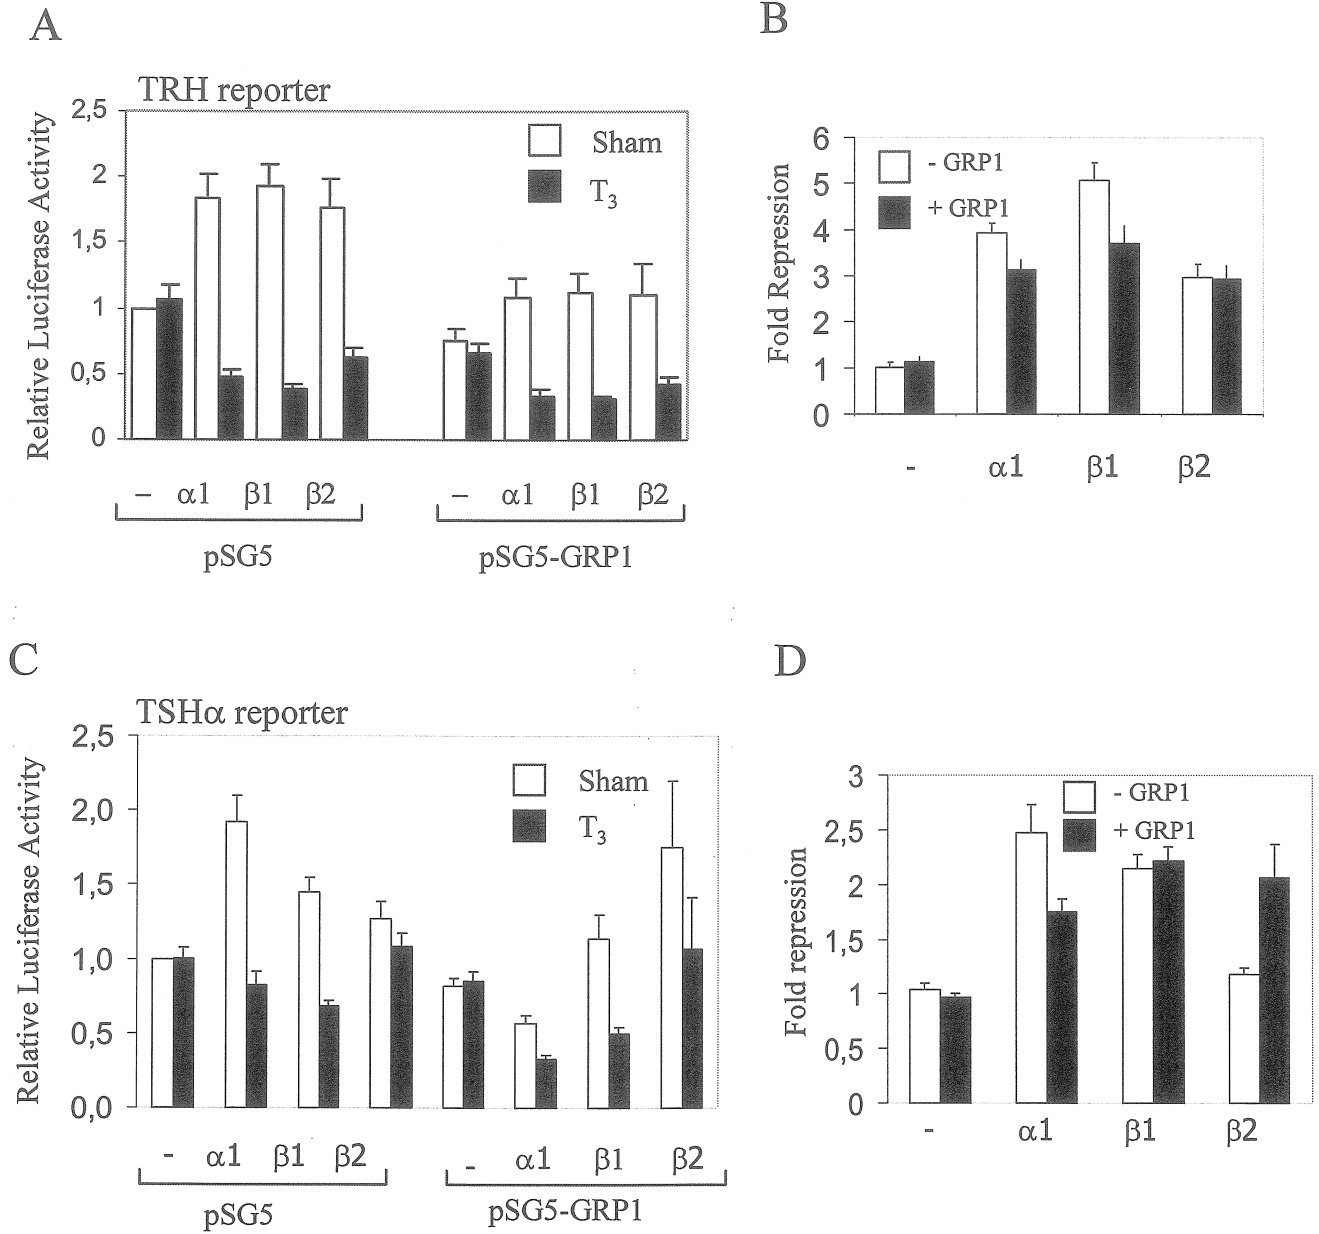 A
TRH reporter
Relative Luciferase Activity
2,5
2
1,5
1
0,5
0
Sham
T3
– α1 β1 β2
– α1 β1 β2
pSG5
pSG5-GRP1
B
Fold Repression
6
5
4
3
2
1
0
- GRP1
+ GRP1
- α1 β1 β2
C
TSHα reporter
Relative Luciferase Activity
2,5
2,0
1,5
1,0
0,5
0,0
Sham
T3
- α1 β1 β2
- α1 β1 β2
pSG5
pSG5-GRP1
D
Fold repression
3
2,5
2
1,5
1
0,5
0
- GRP1
+ GRP1
- α1 β1 β2